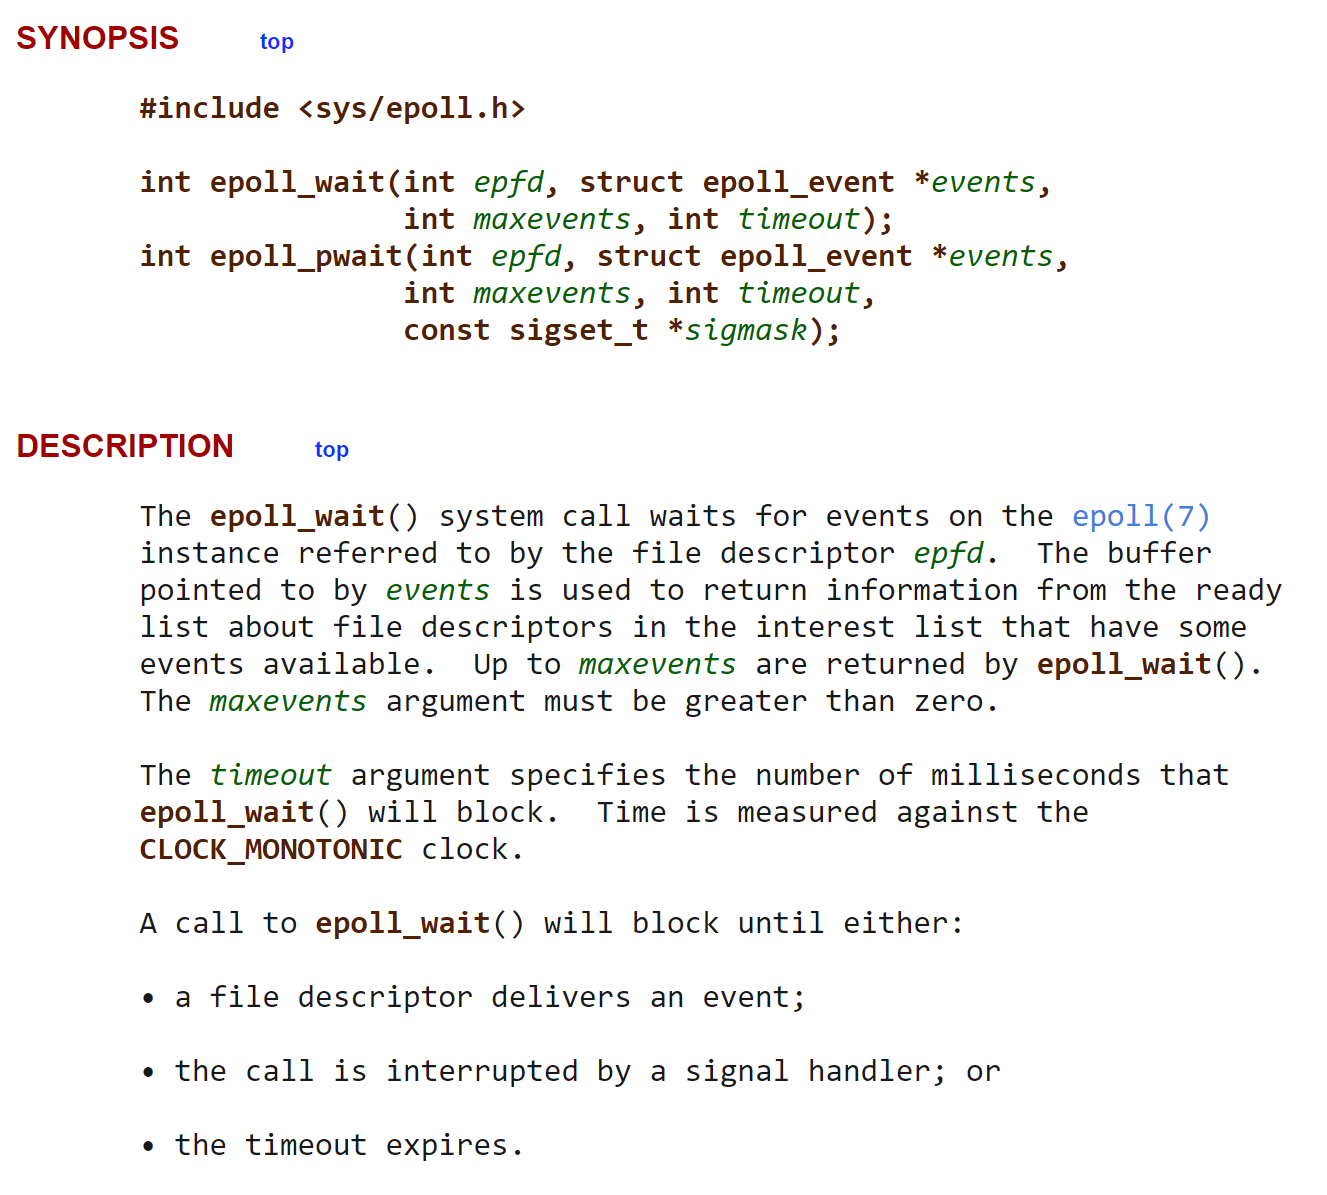 SYNOPSIS top
#include <sys/epoll.h>
int epoll_wait(int epfd, struct epoll_event *events,
int maxevents, int timeout);
int epoll_pwait(int epfd, struct epoll_event *events,
int maxevents, int timeout,
const sigset_t *sigmask);
DESCRIPTION top
The epoll_wait() system call waits for events on the epoll(7)
instance referred to by the file descriptor epfd. The buffer
pointed to by events is used to return information from the ready
list about file descriptors in the interest list that have some
events available. Up to maxevents are returned by epoll_wait().
The maxevents argument must be greater than zero.
The timeout argument specifies the number of milliseconds that
epoll_wait() will block. Time is measured against the
CLOCK_MONOTONIC clock.
A call to epoll_wait() will block until either:
• a file descriptor delivers an event;
• the call is interrupted by a signal handler; or
• the timeout expires.